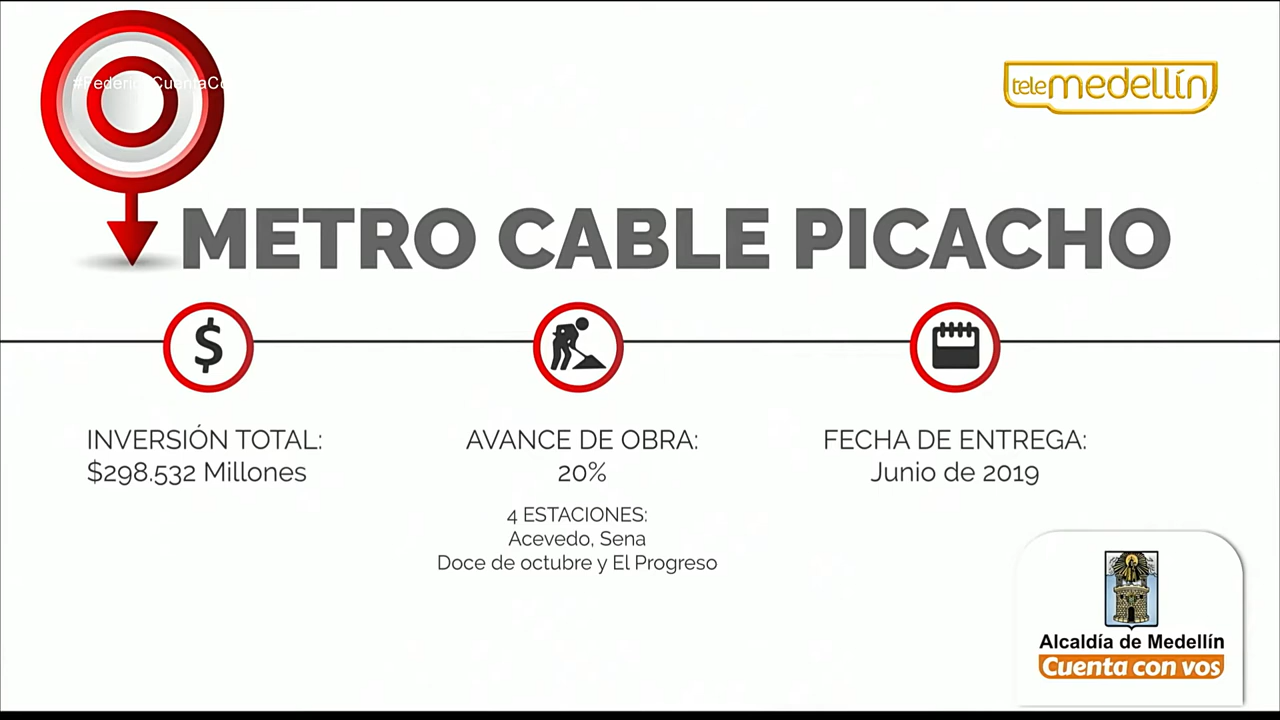 telemedellín
METRO CABLE PICACHO
$
INVERSIÓN TOTAL:
$298.532 Millones
AVANCE DE OBRA:
20%
4 ESTACIONES:
Acevedo, Sena
Doce de octubre y El Progreso
FECHA DE ENTREGA:
Junio de 2019
Alcaldía de Medellín
Cuenta con vos